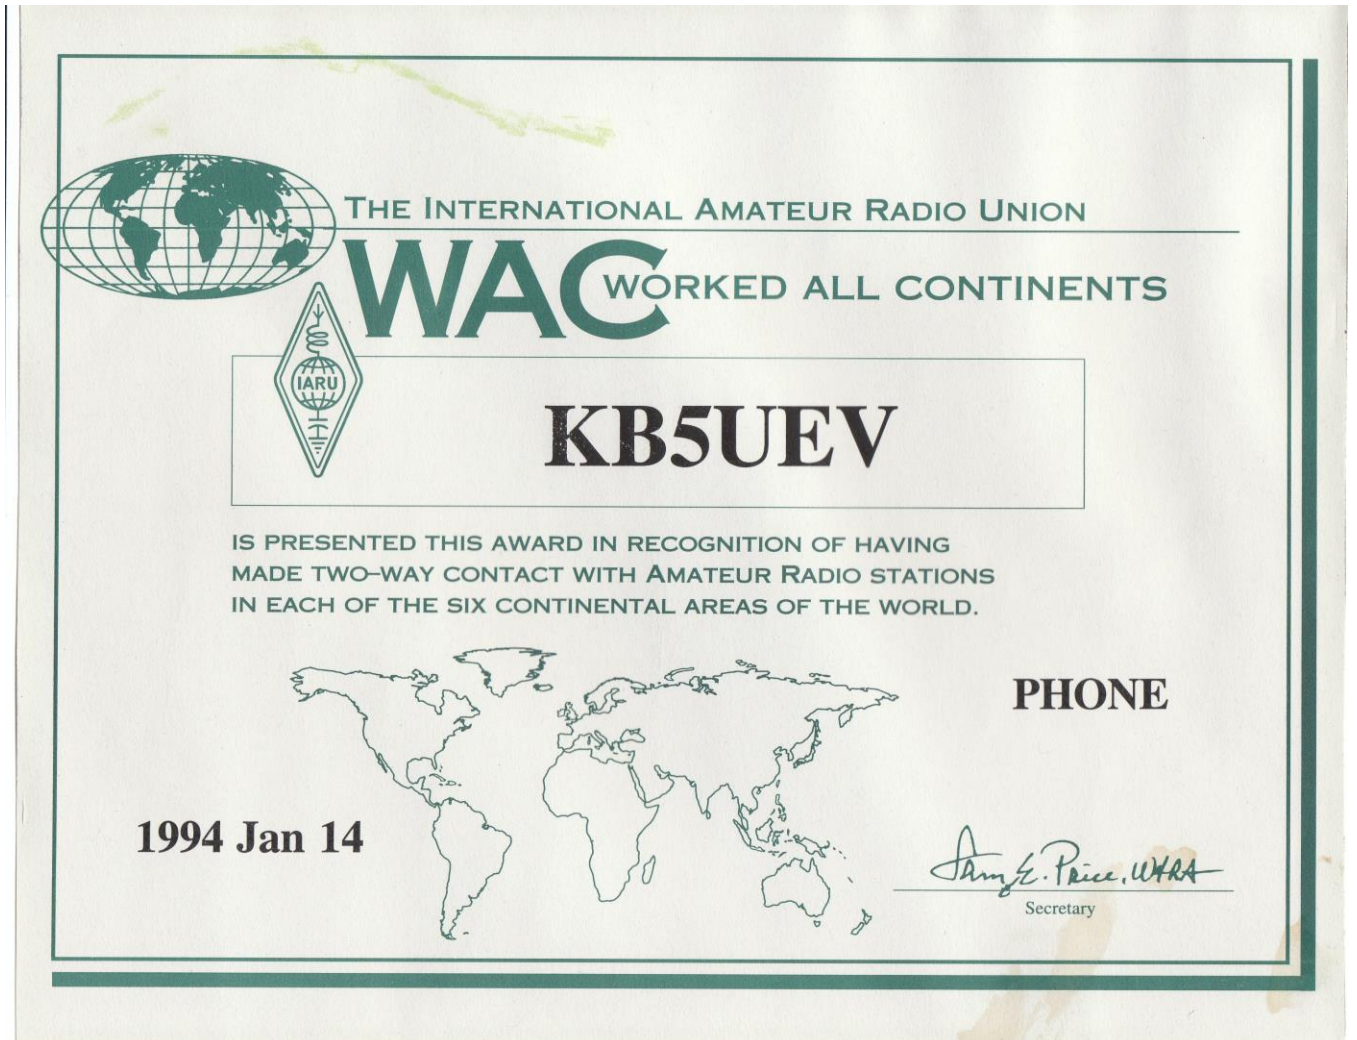 THE INTERNATIONAL AMATEUR RADIO UNION
WAC WORKED ALL CONTINENTS
IARU
KB5UEV
IS PRESENTED THIS AWARD IN RECOGNITION OF HAVING
MADE TWO-WAY CONTACT WITH AMATEUR RADIO STATIONS
IN EACH OF THE SIX CONTINENTAL AREAS OF THE WORLD.
PHONE
1994 Jan 14
E. Price, W4RA
Secretary